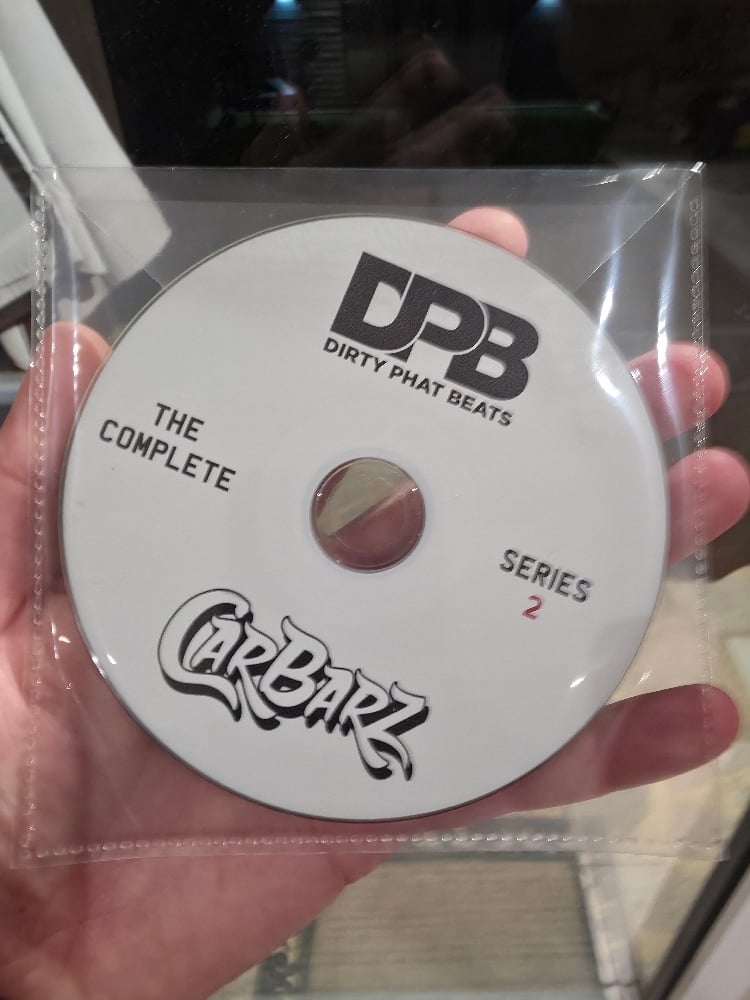 DPB
DIRTY PHAT BEATS
THE
COMPLETE
SERIES
2
CARBARZ